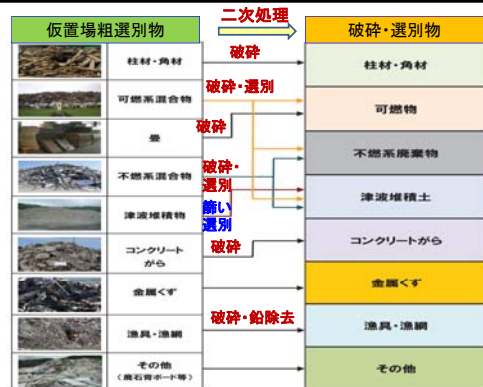 二次処理
仮置場粗選別物
破砕・選別物
破砕
柱材・角材
柱材・角材
破砕・選別
可燃系混合物
可燃物
破砕
畳
不燃系混合物
破砕・
選別
不燃系廃棄物
津波堆積物
篩い
選別
津波堆積土
コンクリート
がら
破砕
コンクリートがら
金属くず
金属くず
漁具・漁網
破砕・鉛除去
漁具・漁網
その他
(廃石膏ボード等)
その他